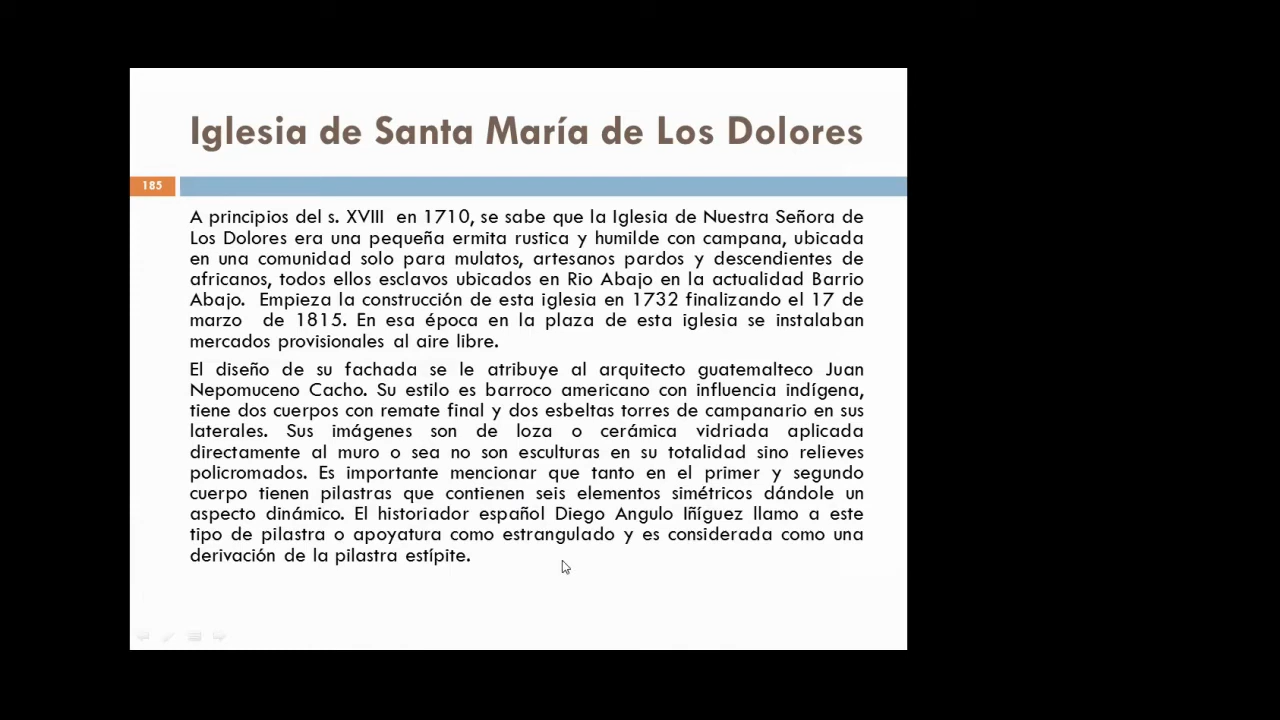 Iglesia de Santa María de Los Dolores
185
A principios del s. XVIII en 1710, se sabe que la Iglesia de Nuestra Señora de
Los Dolores era una pequeña ermita rustica y humilde con campana, ubicada
en una comunidad solo para mulatos, artesanos pardos y descendientes de
africanos, todos ellos esclavos ubicados en Rio Abajo en la actualidad Barrio
Abajo. Empieza la construcción de esta iglesia en 1732 finalizando el 17 de
marzo de 1815. En esa época en la plaza de esta iglesia se instalaban
mercados provisionales al aire libre.
El diseño de su fachada se le atribuye al arquitecto guatemalteco Juan
Nepomuceno Cacho. Su estilo es barroco americano con influencia indígena,
tiene dos cuerpos con remate final y dos esbeltas torres de campanario en sus
laterales. Sus imágenes son de loza o cerámica vidriada aplicada
directamente al muro o sea no son esculturas en su totalidad sino relieves
policromados. Es importante mencionar que tanto en el primer y segundo
cuerpo tienen pilastras que contienen seis elementos simétricos dándole un
aspecto dinámico. El historiador español Diego Angulo Iñíguez llamo a este
tipo de pilastra o apoyatura como estrangulado y es considerada como una
derivación de la pilastra estípite.